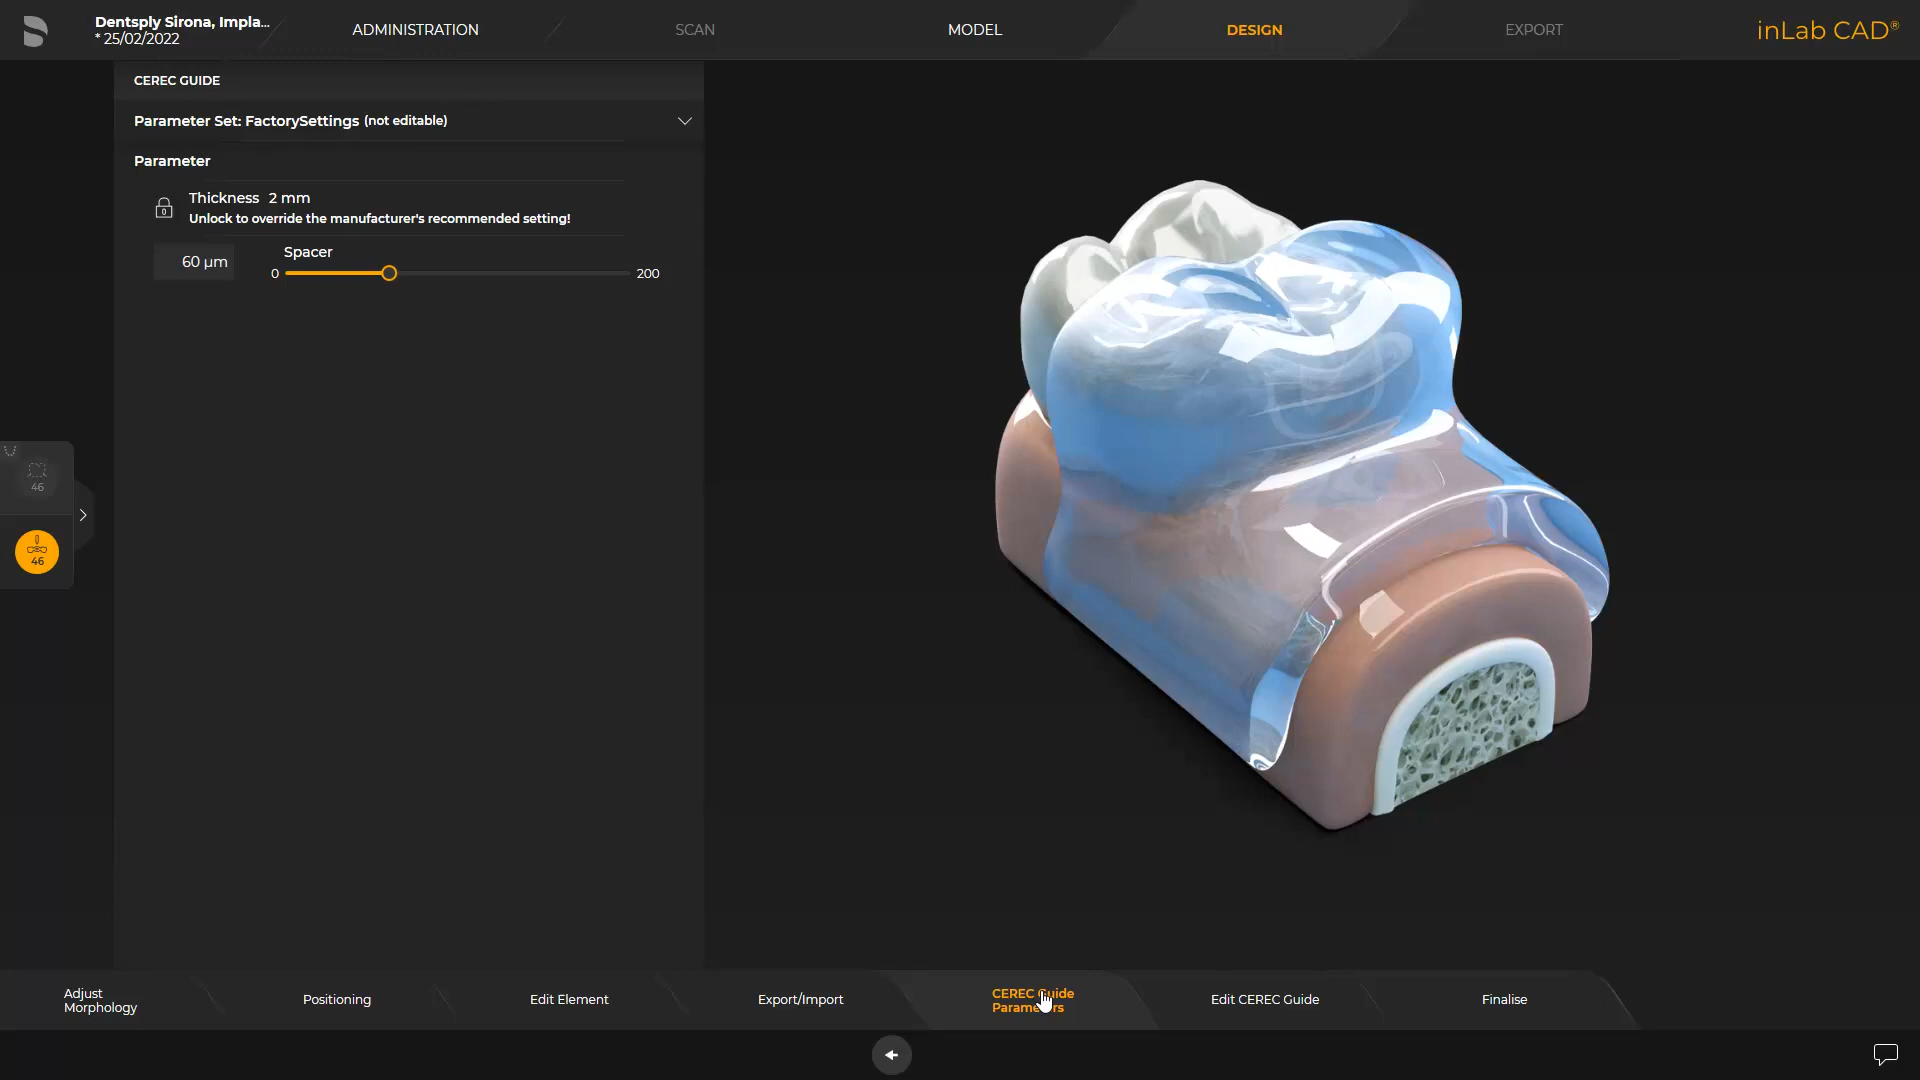 Dentsply Sirona, Impla...
* 25/02/2022
ADMINISTRATION
SCAN
MODEL
DESIGN
EXPORT
inLab CAD®
CEREC GUIDE
Parameter Set: FactorySettings (not editable)
Parameter
Thickness 2 mm
Unlock to override the manufacturer's recommended setting!
60 µm
Spacer
0
200
46
46
Adjust
Morphology
Positioning
Edit Element
Export/Import
CEREC Guide
Parameters
Edit CEREC Guide
Finalise